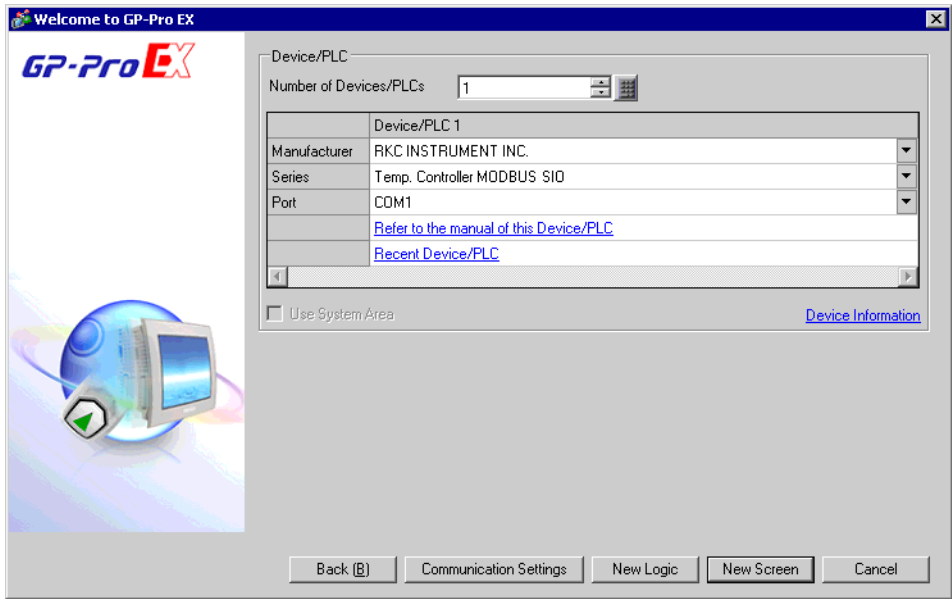 Welcome to GP-Pro EX
GP-Pro EX
Device/PLC
Number of Devices/PLCs 1
Device/PLC 1
Manufacturer RKC INSTRUMENT INC.
Series Temp. Controller MODBUS SIO
Port COM1
Refer to the manual of this Device/PLC
Recent Device/PLC
Use System Area Device Information
Back (B) Communication Settings New Logic New Screen Cancel